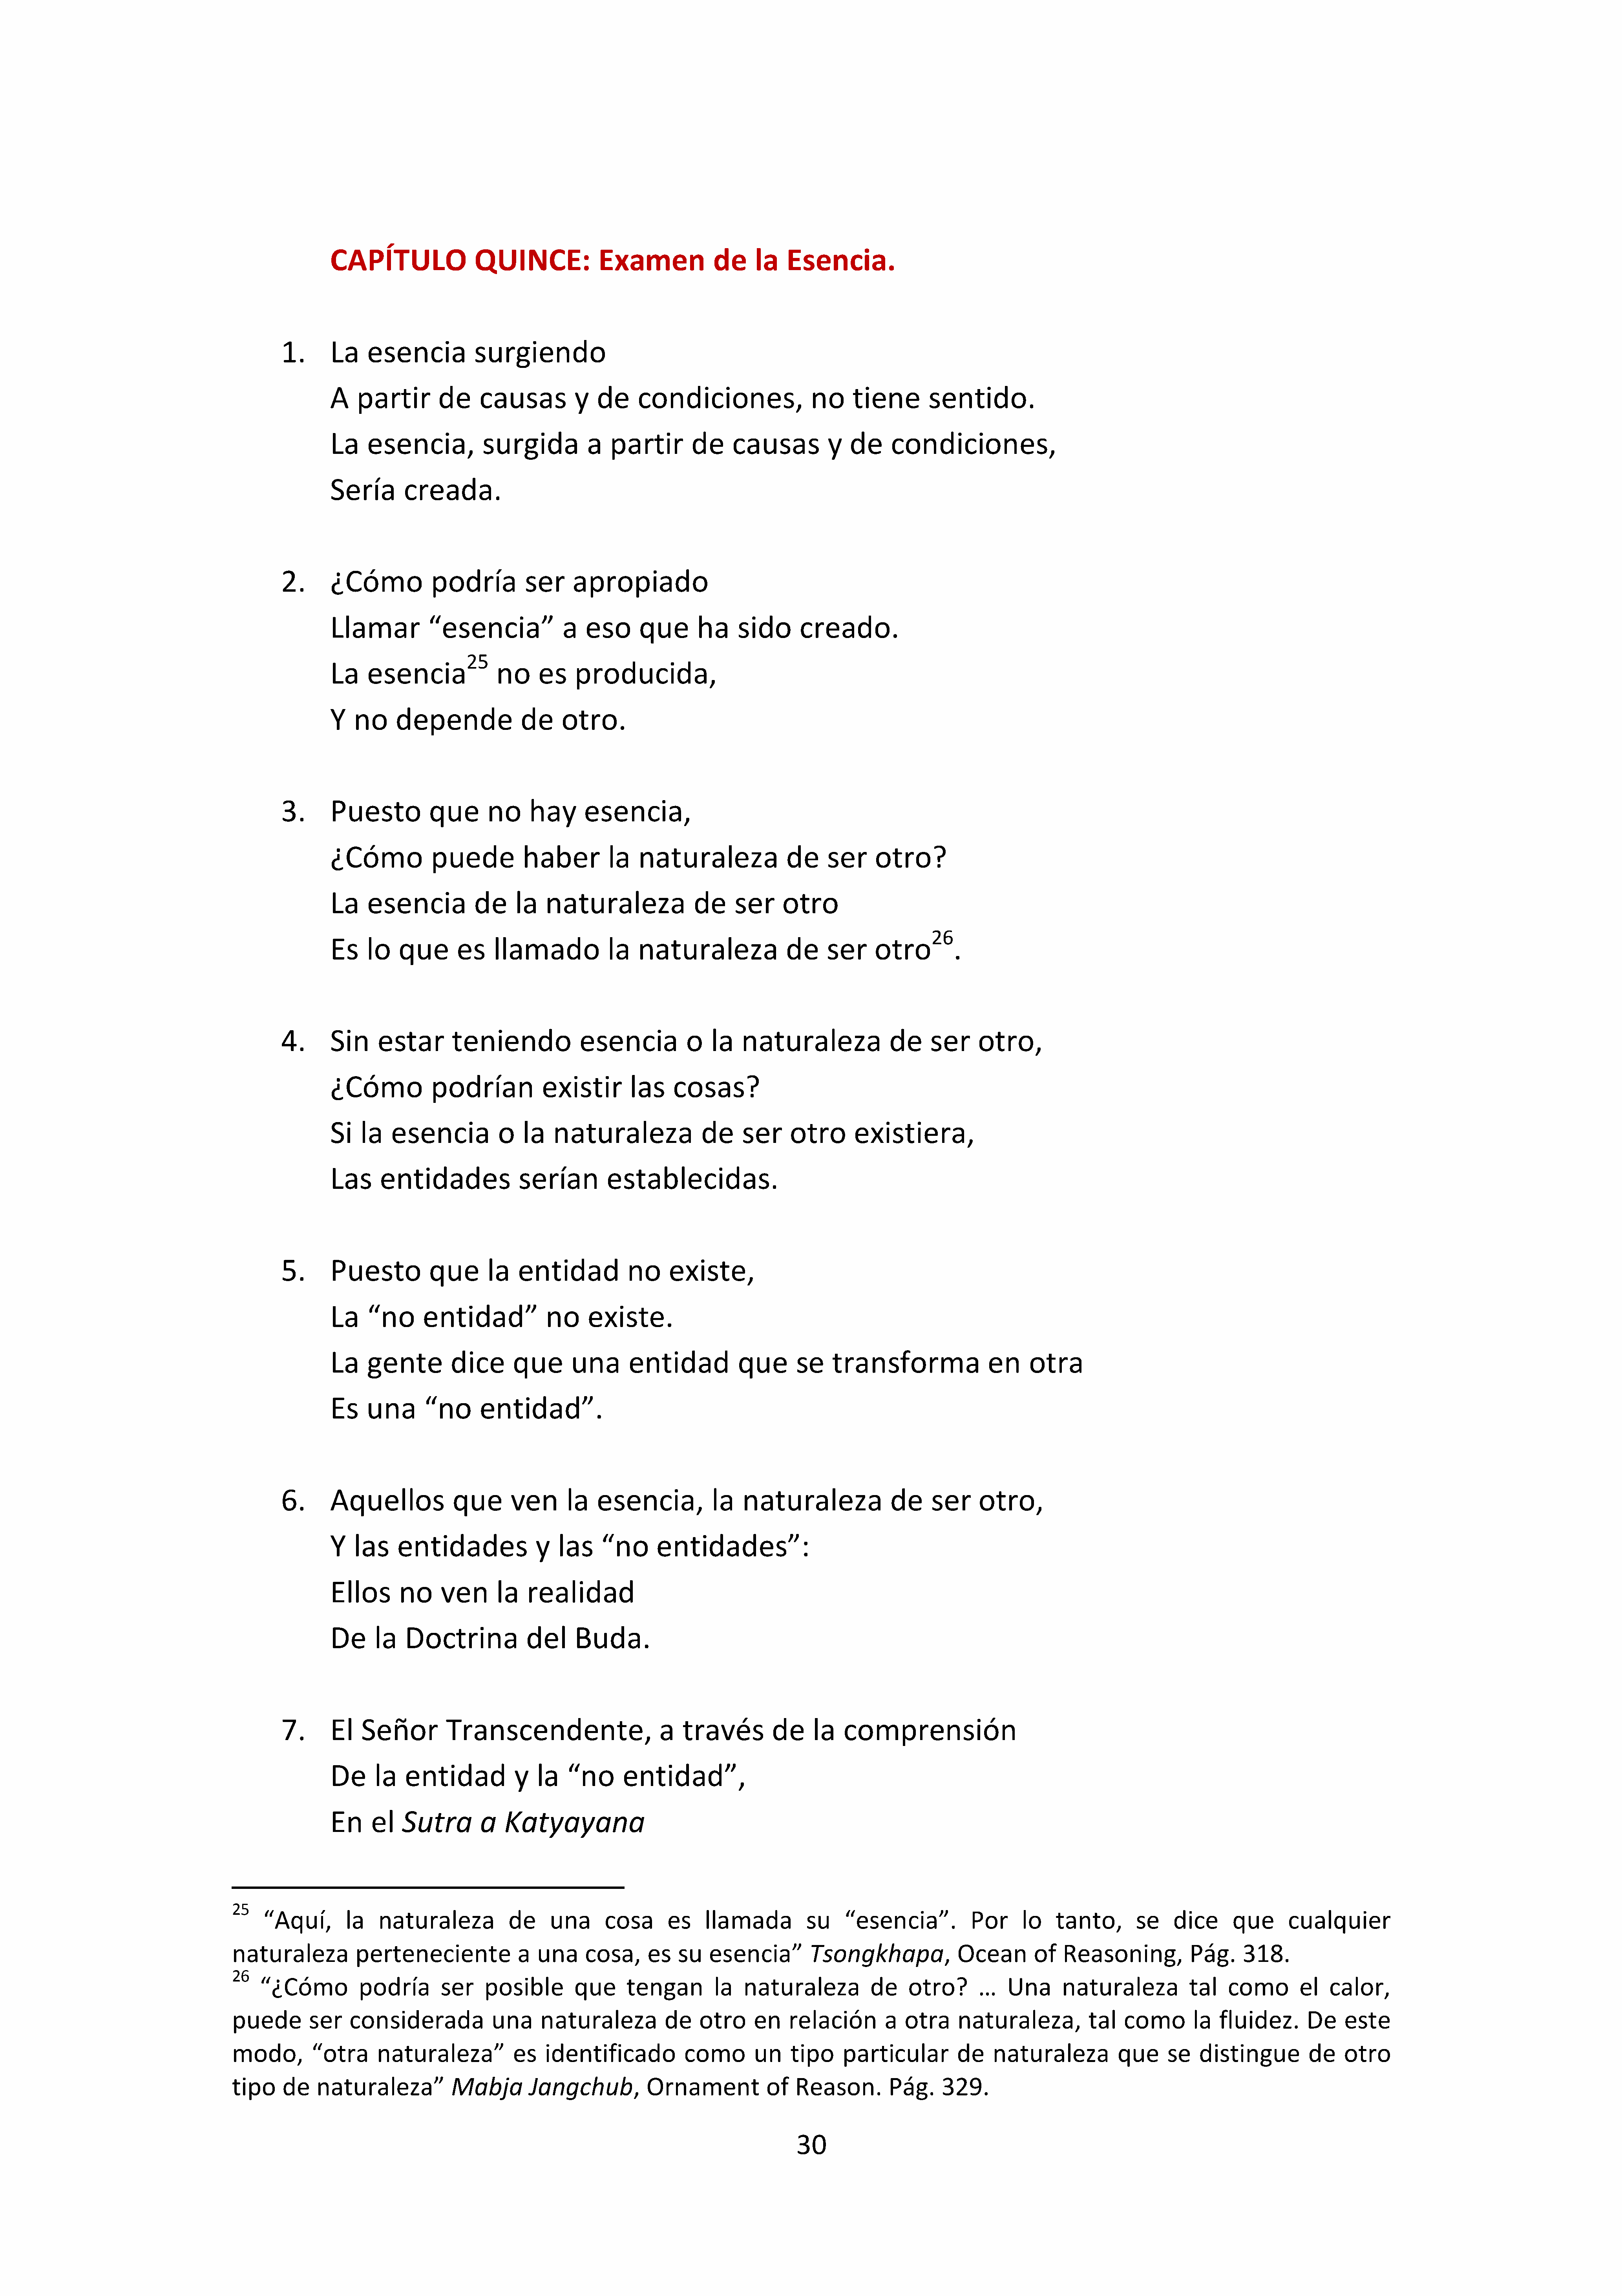 CAPÍTULO QUINCE: Examen de la Esencia.
1. La esencia surgiendo
A partir de causas y de condiciones, no tiene sentido.
La esencia, surgida a partir de causas y de condiciones,
Sería creada.
2. ¿Cómo podría ser apropiado
Llamar “esencia” a eso que ha sido creado.
La esencia25 no es producida,
Y no depende de otro.
3. Puesto que no hay esencia,
¿Cómo puede haber la naturaleza de ser otro?
La esencia de la naturaleza de ser otro
Es lo que es llamado la naturaleza de ser otro26.
4. Sin estar teniendo esencia o la naturaleza de ser otro,
¿Cómo podrían existir las cosas?
Si la esencia o la naturaleza de ser otro existiera,
Las entidades serían establecidas.
5. Puesto que la entidad no existe,
La “no entidad” no existe.
La gente dice que una entidad que se transforma en otra
Es una “no entidad”.
6. Aquellos que ven la esencia, la naturaleza de ser otro,
Y las entidades y las “no entidades”:
Ellos no ven la realidad
De la Doctrina del Buda.
7. El Señor Transcendente, a través de la comprensión
De la entidad y la “no entidad”,
En el Sutra a Katyayana
25 “Aquí, la naturaleza de una cosa es llamada su “esencia”. Por lo tanto, se dice que cualquier
naturaleza perteneciente a una cosa, es su esencia” Tsongkhapa, Ocean of Reasoning, Pág. 318.
26 “¿Cómo podría ser posible que tengan la naturaleza de otro? … Una naturaleza tal como el calor,
puede ser considerada una naturaleza de otro en relación a otra naturaleza, tal como la fluidez. De este
modo, “otra naturaleza” es identificado como un tipo particular de naturaleza que se distingue de otro
tipo de naturaleza” Mabja Jangchub, Ornament of Reason. Pág. 329.
30